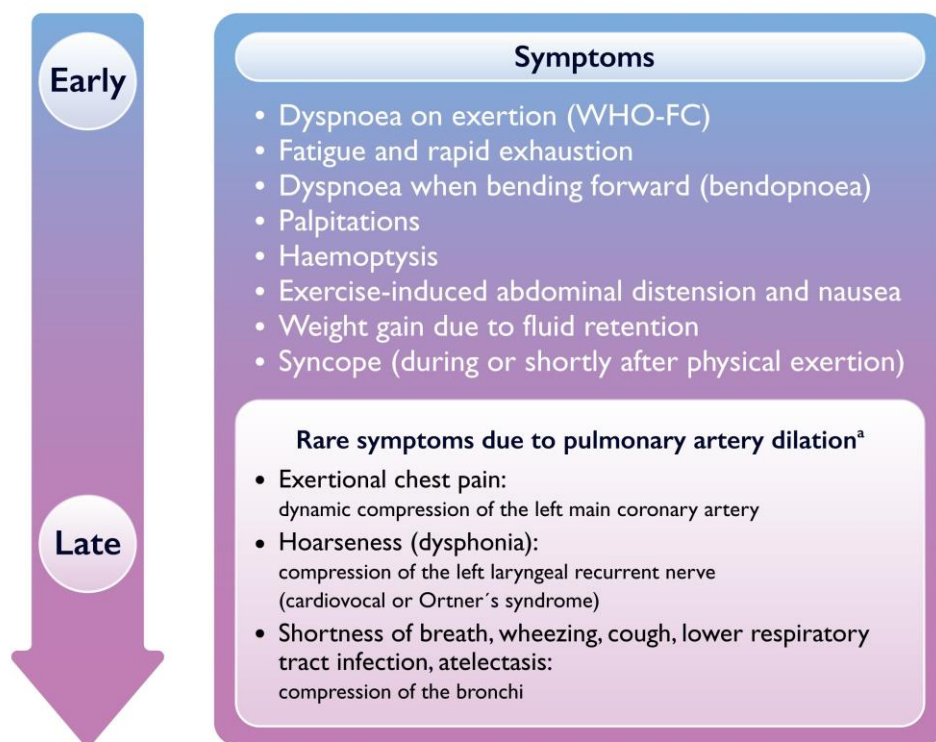 Early
Symptoms
• Dyspnoea on exertion (WHO-FC)
• Fatigue and rapid exhaustion
• Dyspnoea when bending forward (bendopnoea)
• Palpitations
• Haemoptysis
• Exercise-induced abdominal distension and nausea
• Weight gain due to fluid retention
• Syncope (during or shortly after physical exertion)
Rare symptoms due to pulmonary artery dilationᵃ
• Exertional chest pain:
dynamic compression of the left main coronary artery
Late
• Hoarseness (dysphonia):
compression of the left laryngeal recurrent nerve
(cardiovocal or Ortner´s syndrome)
• Shortness of breath, wheezing, cough, lower respiratory
tract infection, atelectasis:
compression of the bronchi